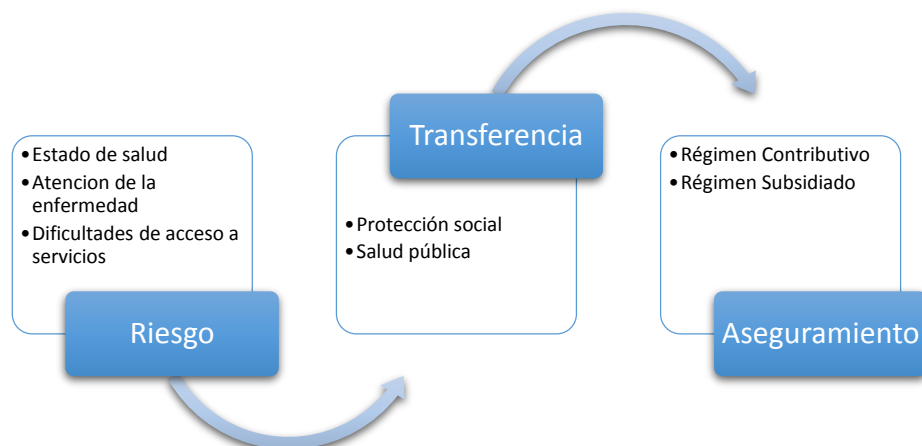 •Estado de salud
•Atencion de la
enfermedad
•Dificultades de acceso a
servicios
Riesgo
Transferencia
•Protección social
•Salud pública
•Régimen Contributivo
•Régimen Subsidiado
Aseguramiento